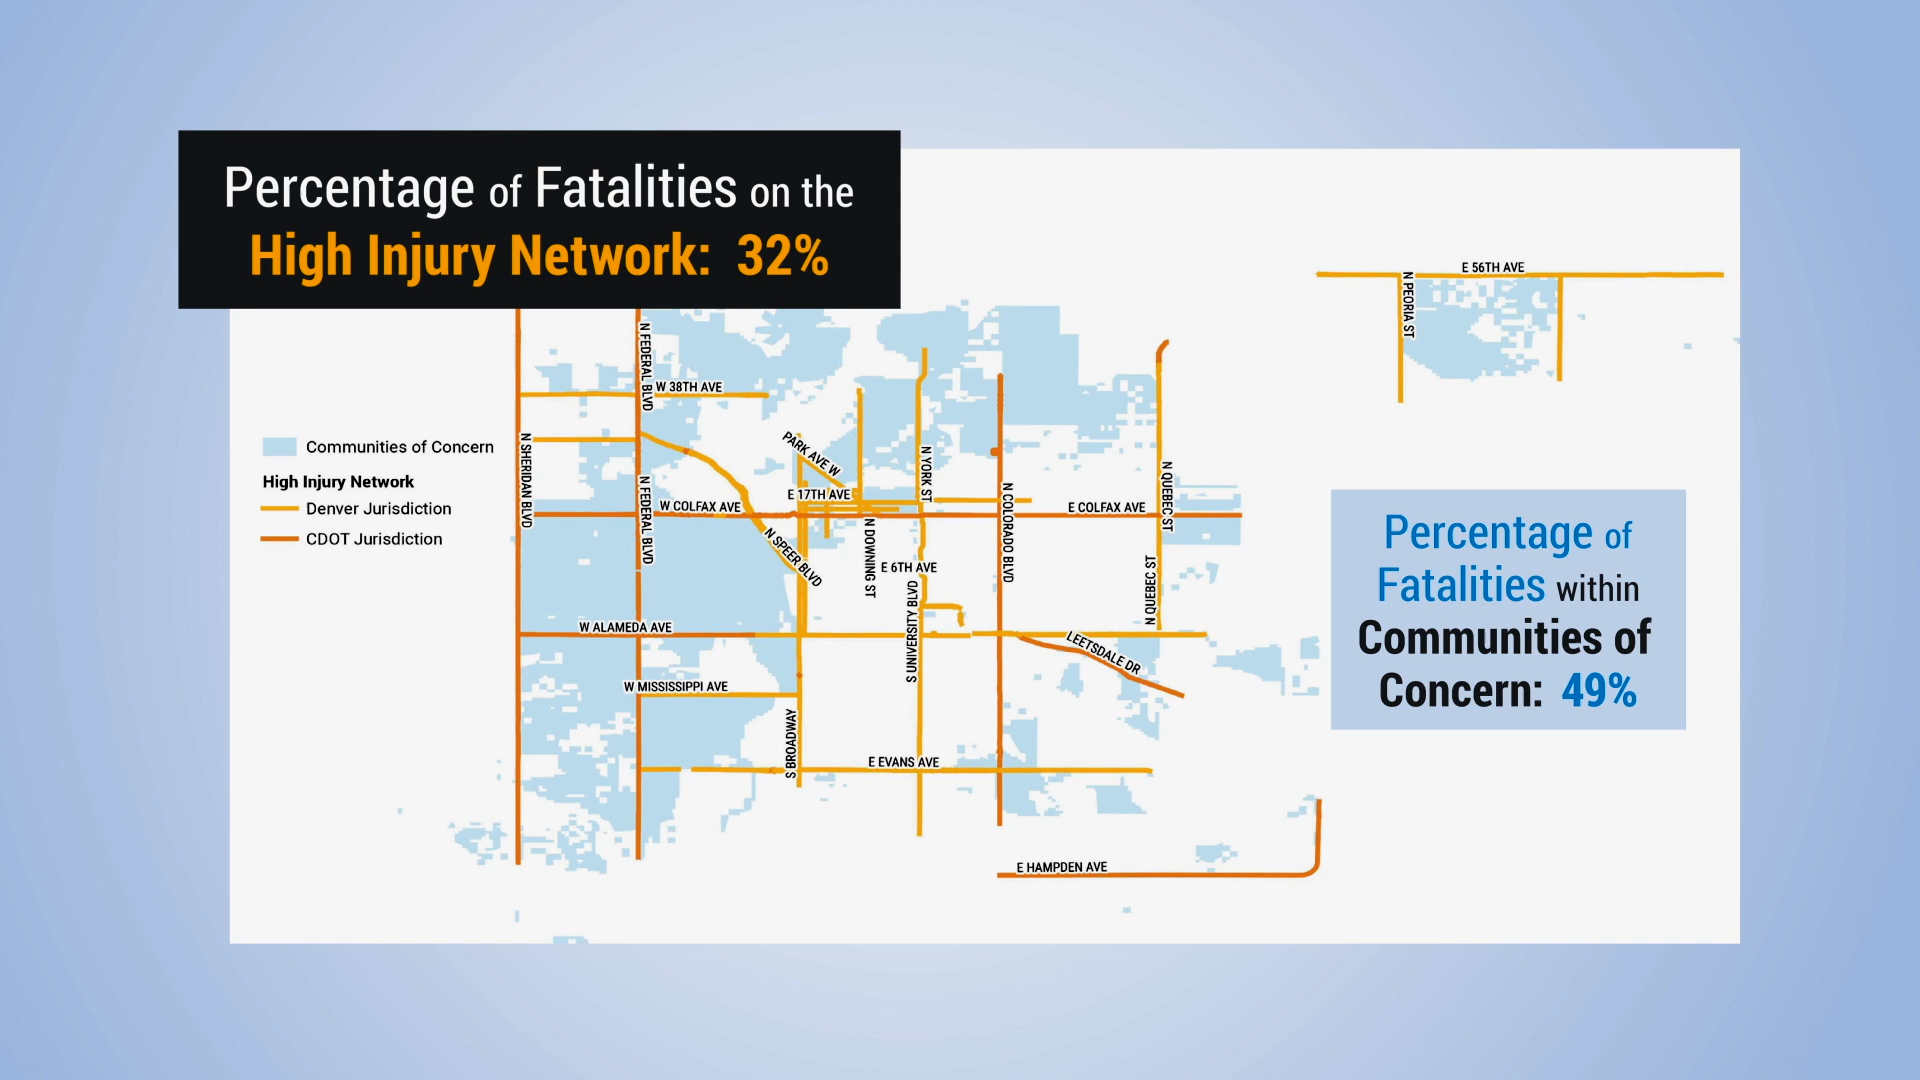 Percentage of Fatalities on the
High Injury Network: 32%
E 56TH AVE
N PEORIA ST
N FEDERAL BLVD
W 38TH AVE
Communities of Concern
High Injury Network
Denver Jurisdiction
CDOT Jurisdiction
N SHERIDAN BLVD
N FEDERAL BLVD
PARK AVE W
E 17TH AVE
W COLFAX AVE
N SPEER BLVD
N DOWNING ST
N YORK ST
N COLORADO BLVD
E COLFAX AVE
N QUEBEC ST
E 6TH AVE
N QUEBEC ST
S UNIVERSITY BLVD
W ALAMEDA AVE
LEETSDALE DR
W MISSISSIPPI AVE
S BROADWAY
E EVANS AVE
E HAMPDEN AVE
Percentage of
Fatalities within
Communities of
Concern: 49%